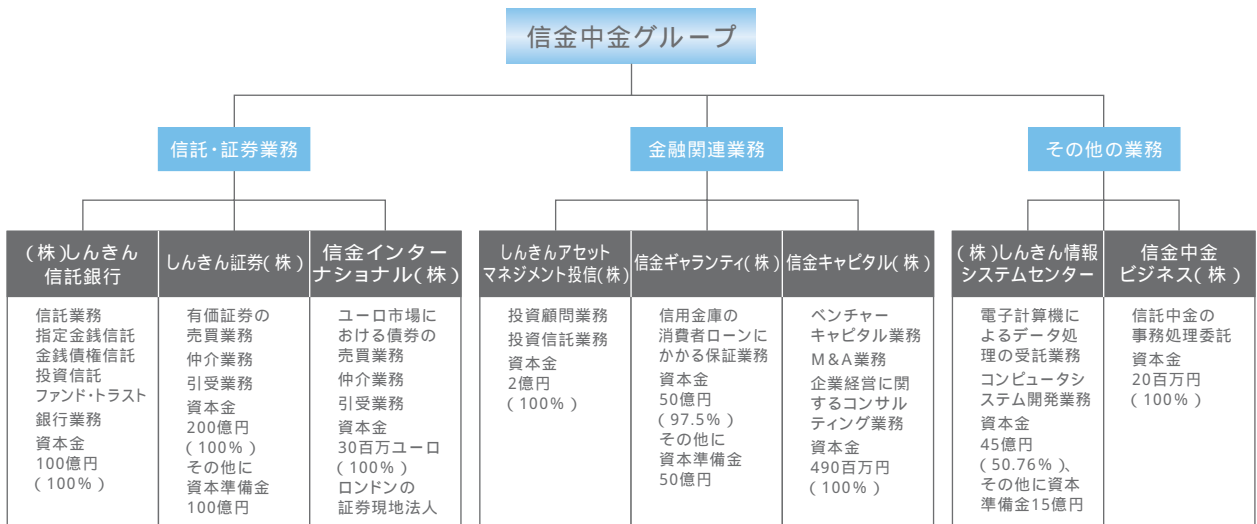 信金中金グループ
信託・証券業務
金融関連業務
その他の業務
(株)しんきん
信託銀行
しんきん証券(株)
信金インター
ナショナル(株)
しんきんアセット
マネジメント投信(株)
信金ギャランティ(株)
信金キャピタル(株)
(株)しんきん情報
システムセンター
信金中金
ビジネス(株)
信託業務
指定金銭信託
金銭債権信託
投資信託
ファンド・トラスト
銀行業務
資本金
100億円
(100%)
有価証券の
売買業務
仲介業務
引受業務
資本金
200億円
(100%)
その他に
資本準備金
100億円
ユーロ市場に
おける債券の
売買業務
仲介業務
引受業務
資本金
30百万ユーロ
(100%)
ロンドンの
証券現地法人
投資顧問業務
投資信託業務
資本金
2億円
(100%)
信用金庫の
消費者ローンに
かかる保証業務
資本金
50億円
(97.5%)
その他に
資本準備金
50億円
ベンチャー
キャピタル業務
M&A業務
企業経営に関
するコンサル
ティング業務
資本金
490百万円
(100%)
電子計算機に
よるデータ処
理の受託業務
コンピュータシ
ステム開発業務
資本金
45億円
(50.76%)、
その他に資本
準備金15億円
信託中金の
事務処理委託
資本金
20百万円
(100%)